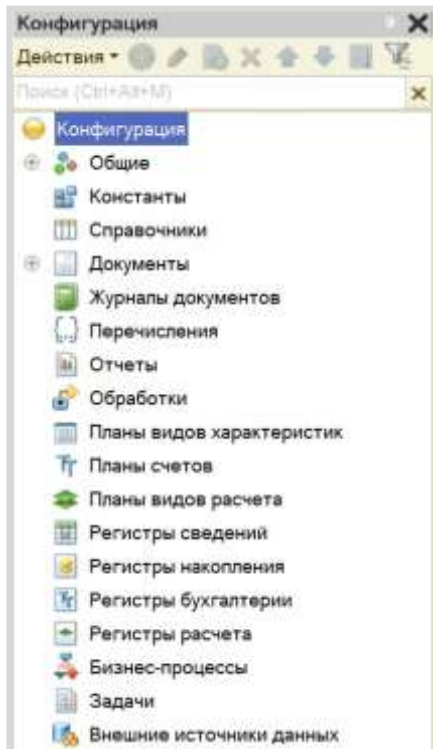 Конфигурация
Действия
Поиск (Ctrl+Alt+M)
Конфигурация
Общие
Константы
Справочники
Документы
Журналы документов
Перечисления
Отчеты
Обработки
Планы видов характеристик
Планы счетов
Планы видов расчета
Регистры сведений
Регистры накопления
Регистры бухгалтерии
Регистры расчета
Бизнес-процессы
Задачи
Внешние источники данных